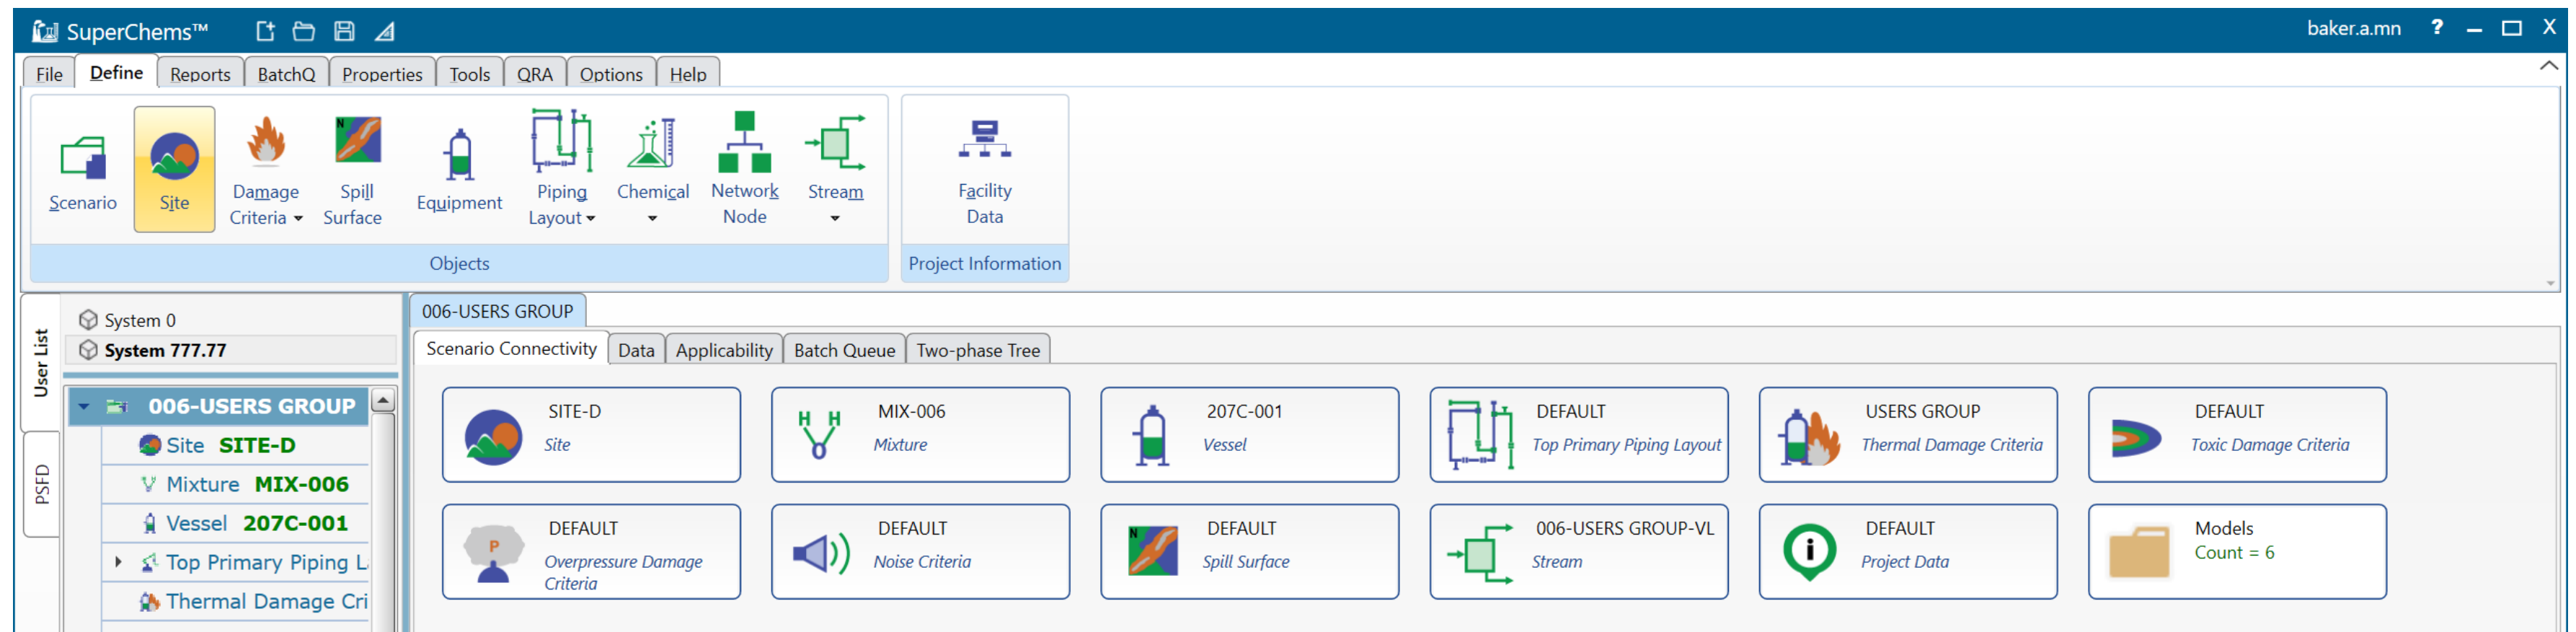 SuperChems™
baker.a.mn ? X
File Define Reports BatchQ Properties Tools QRA Options Help
Scenario
Site
Damage
Criteria
Spill
Surface
N
Equipment
Piping
Layout
Chemical
Network
Node
Stream
Objects
Facility
Data
Project Information
User List
PSFD
System 0
System 777.77
006-USERS GROUP
Site SITE-D
Mixture MIX-006
Vessel 207C-001
Top Primary Piping L
Thermal Damage Cri
006-USERS GROUP
Scenario Connectivity Data Applicability Batch Queue Two-phase Tree
SITE-D
Site
H H
O
MIX-006
Mixture
207C-001
Vessel
DEFAULT
Top Primary Piping Layout
USERS GROUP
Thermal Damage Criteria
DEFAULT
Toxic Damage Criteria
P
DEFAULT
Overpressure Damage
Criteria
DEFAULT
Noise Criteria
N
DEFAULT
Spill Surface
006-USERS GROUP-VL
Stream
i
DEFAULT
Project Data
Models
Count = 6